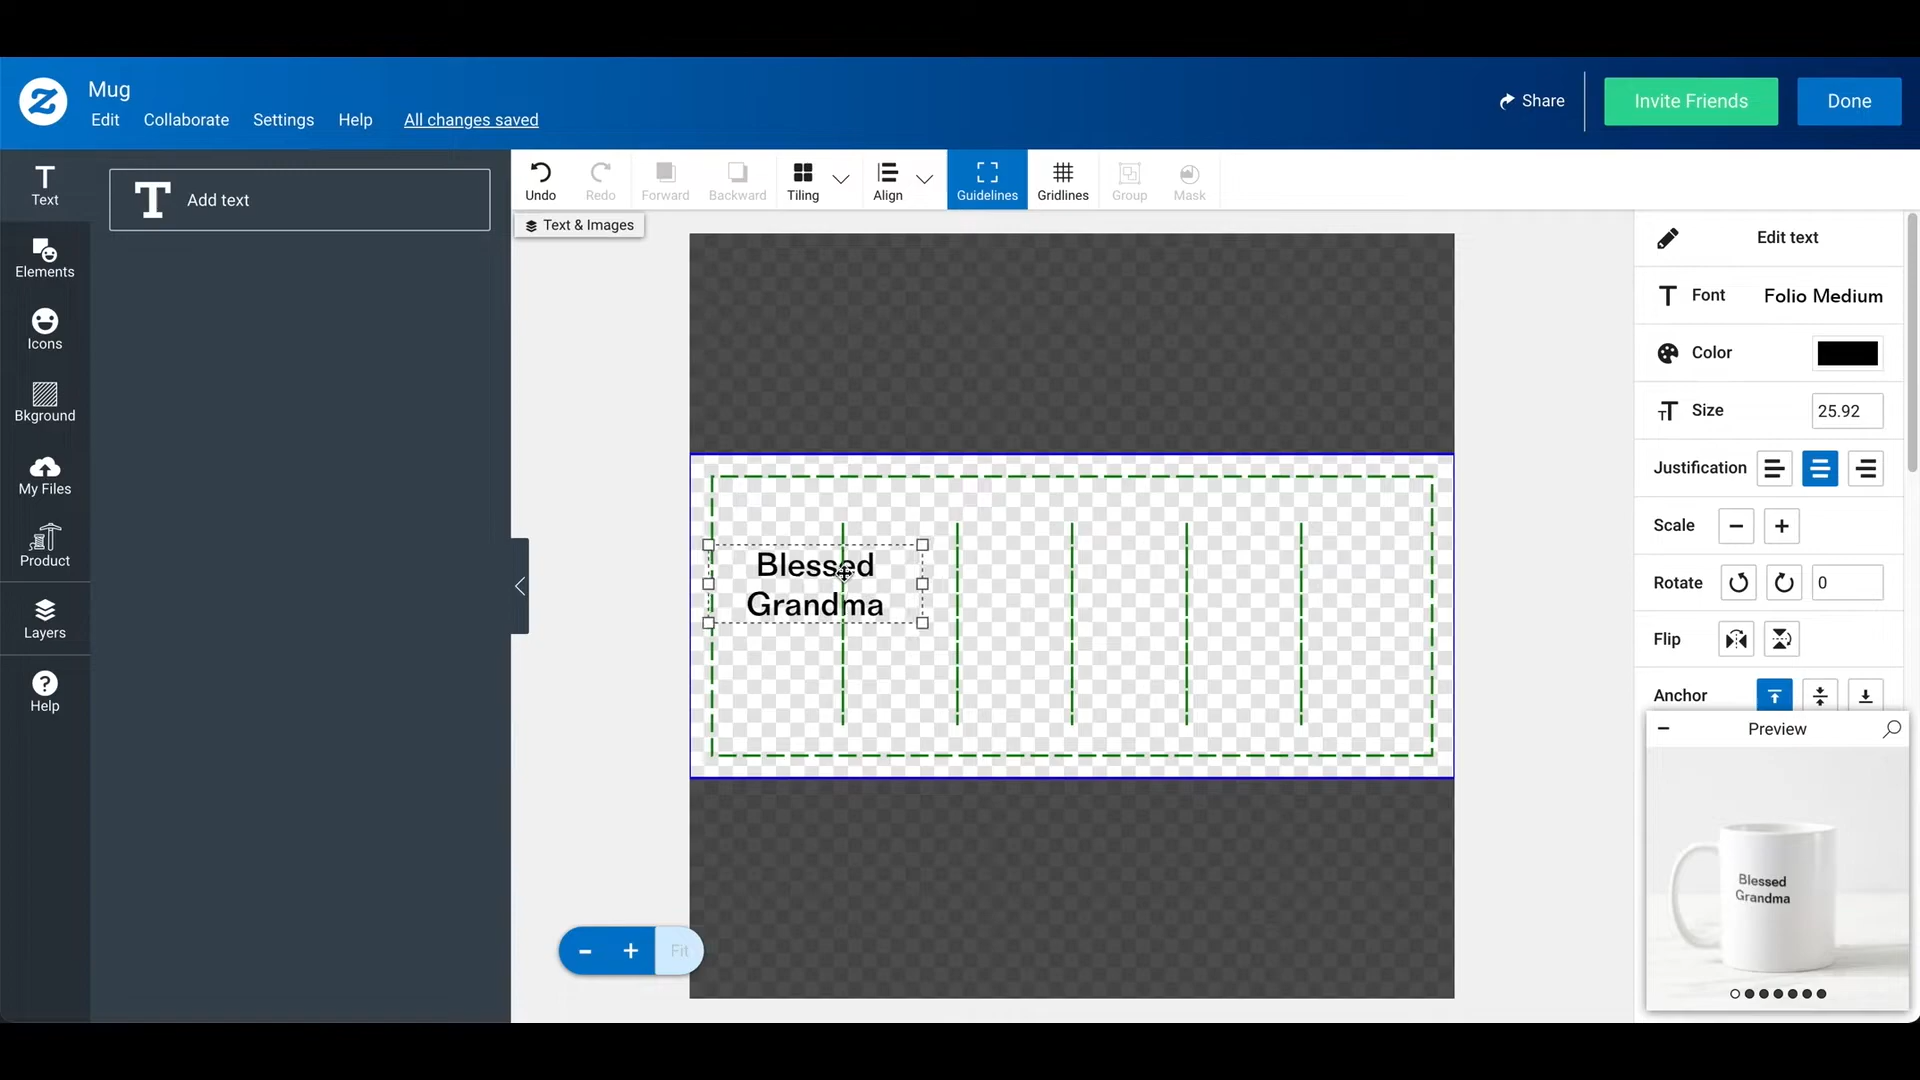 Mug
Edit Collaborate Settings Help All changes saved
Share
Invite Friends
Done
Text
Elements
Icons
Bkground
My Files
Product
Layers
Help
Add text
Undo Redo Forward Backward Tiling Align Guidelines Gridlines Group Mask
Text & Images
Blessed
Grandma
- + Fit
Edit text
Font Folio Medium
Color
Size 25.92
Justification
Scale
Rotate 0
Flip
Anchor
Preview
Blessed
Grandma